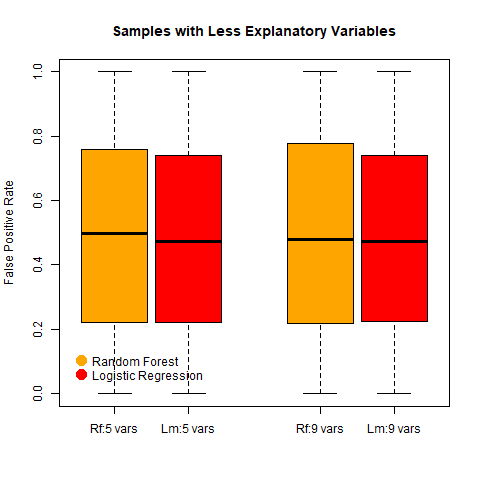 Samples with Less Explanatory Variables
False Positive Rate
1.0
0.8
0.6
0.4
0.2
0.0
Random Forest
Logistic Regression
Rf:5 vars
Lm:5 vars
Rf:9 vars
Lm:9 vars